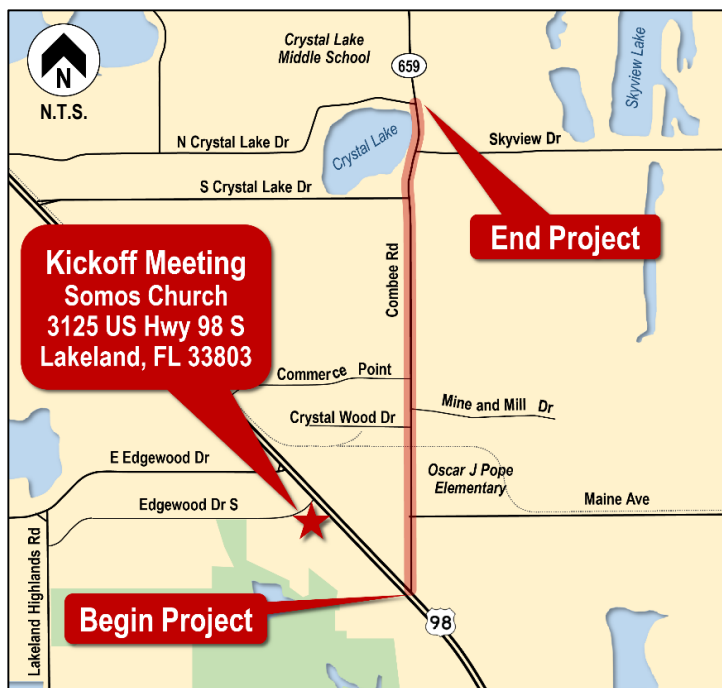 N
N.T.S.
Crystal Lake
Middle School
659
Skyview Lake
N Crystal Lake Dr
Crystal Lake
Skyview Dr
S Crystal Lake Dr
End Project
Kickoff Meeting
Somos Church
3125 US Hwy 98 S
Lakeland, FL 33803
Combee Rd
Commerce Point
Mine and Mill Dr
Crystal Wood Dr
E Edgewood Dr
Oscar J Pope
Elementary
Edgewood Dr S
Maine Ave
Lakeland Highlands Rd
Begin Project
98